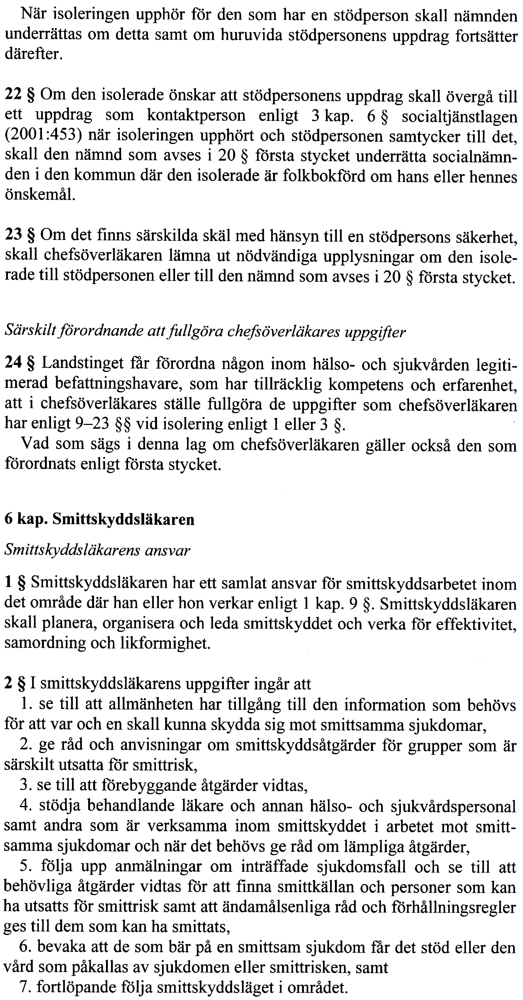 När isoleringen upphör för den som har en stödperson skall nämnden
underrättas om detta samt om huruvida stödpersonens uppdrag fortsätter
därefter.
22 § Om den isolerade önskar att stödpersonens uppdrag skall övergå till
ett uppdrag som kontaktperson enligt 3 kap. 6 § socialtjänstlagen
(2001:453) när isoleringen upphört och stödpersonen samtycker till det,
skall den nämnd som avses i 20 § första stycket underrätta socialnämn-
den i den kommun där den isolerade är folkbokförd om hans eller hennes
önskemål.
23 § Om det finns särskilda skäl med hänsyn till en stödpersons säkerhet,
skall chefsöverläkaren lämna ut nödvändiga upplysningar om den isole-
rade till stödpersonen eller till den nämnd som avses i 20 § första stycket.
Särskilt förordnande att fullgöra chefsöverläkares uppgifter
24 § Landstinget får förordna någon inom hälso- och sjukvården legiti-
merad befattningshavare, som har tillräcklig kompetens och erfarenhet,
att i chefsöverläkares ställe fullgöra de uppgifter som chefsöverläkaren
har enligt 9–23 §§ vid isolering enligt 1 eller 3 §.
Vad som sägs i denna lag om chefsöverläkaren gäller också den som
förordnats enligt första stycket.
6 kap. Smittskyddsläkaren
Smittskyddsläkarens ansvar
1 § Smittskyddsläkaren har ett samlat ansvar för smittskyddsarbetet inom
det område där han eller hon verkar enligt 1 kap. 9 §. Smittskyddsläkaren
skall planera, organisera och leda smittskyddet och verka för effektivitet,
samordning och likformighet.
2 § I smittskyddsläkarens uppgifter ingår att
1. se till att allmänheten har tillgång till den information som behövs
för att var och en skall kunna skydda sig mot smittsamma sjukdomar,
2. ge råd och anvisningar om smittskyddsåtgärder för grupper som är
särskilt utsatta för smittrisk,
3. se till att förebyggande åtgärder vidtas,
4. stödja behandlande läkare och annan hälso- och sjukvårdspersonal
samt andra som är verksamma inom smittskyddet i arbetet mot smitt-
samma sjukdomar och när det behövs ge råd om lämpliga åtgärder,
5. följa upp anmälningar om inträffade sjukdomsfall och se till att
behövliga åtgärder vidtas för att finna smittkällan och personer som kan
ha utsatts för smittrisk samt att ändamålsenliga råd och förhållningsregler
ges till dem som kan ha smittats,
6. bevaka att de som bär på en smittsam sjukdom får det stöd eller den
vård som påkallas av sjukdomen eller smittrisken, samt
7. fortlöpande följa smittskyddsläget i området.